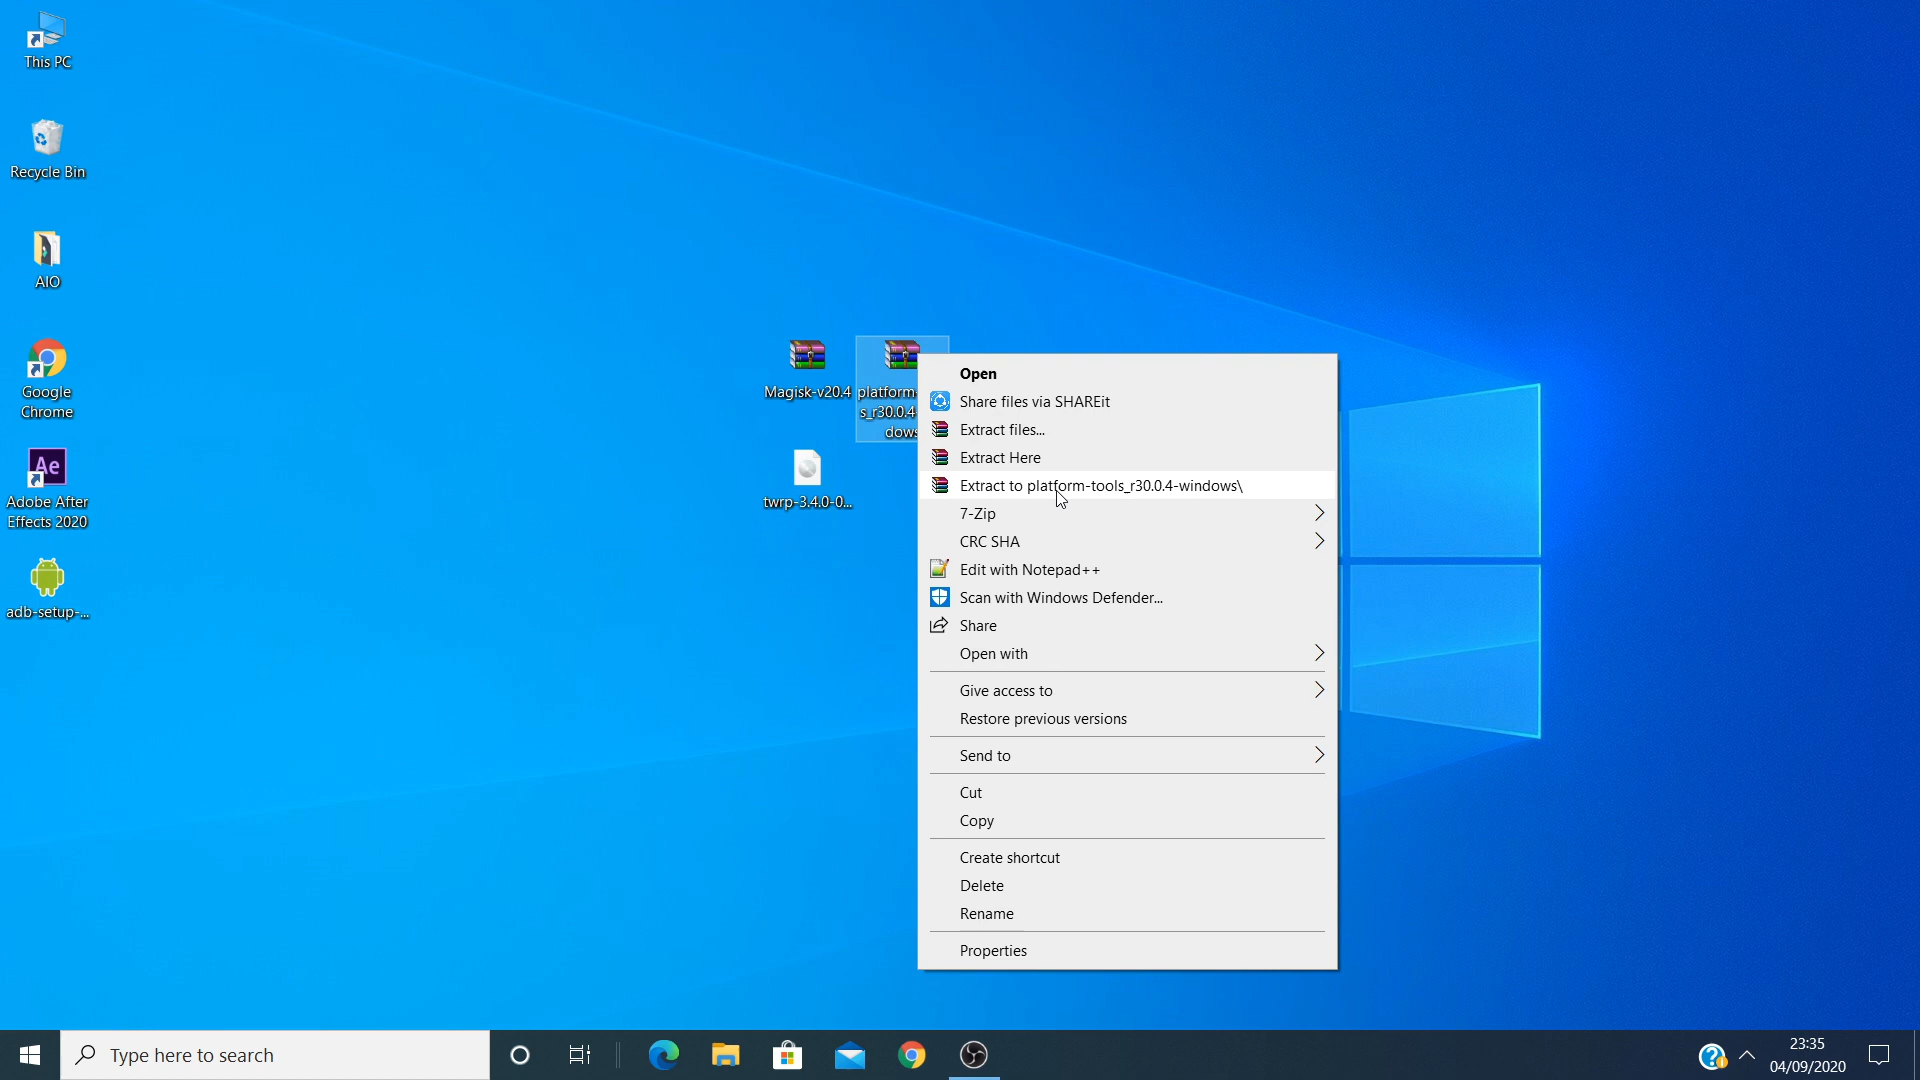 This PC
Recycle Bin
AIO
Google
Chrome
Ae
Adobe After
Effects 2020
adb-setup-...
Magisk-v20.4
platform-
s_r30.0.4
dows
twrp-3.4.0-0...
Open
Share files via SHAREit
Extract files...
Extract Here
Extract to platform-tools_r30.0.4-windows\
7-Zip
CRC SHA
Edit with Notepad++
Scan with Windows Defender...
Share
Open with
Give access to
Restore previous versions
Send to
Cut
Copy
Create shortcut
Delete
Rename
Properties
Type here to search
23:35
04/09/2020